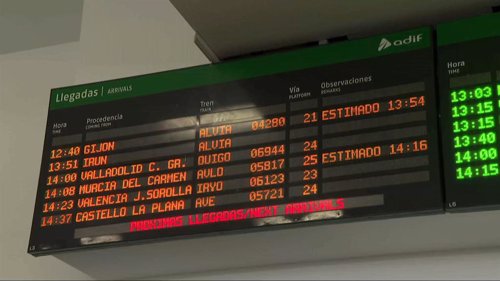 adif
Llegadas | ARRIVALS
Hora Procedencia Tren Vía Observaciones
TIME COMING FROM TRAIN PLATFORM REMARKS
12:40 GIJON ALVIA 04280 21 ESTIMADO 13:54
13:51 IRUN ALVIA
14:00 VALLADOLID C. GR. OUIGO 06944 24
14:08 MURCIA DEL CARMEN AVLO 05817 25 ESTIMADO 14:16
14:23 VALENCIA J.SOROLLA IRYO 06123 23
14:37 CASTELLO LA PLANA AVE 05721 24
PROXIMAS LLEGADAS/NEXT ARRIVALS
L3
Hora
TIME
13:03
13:15
13:15
13:40
14:00
14:15
L6